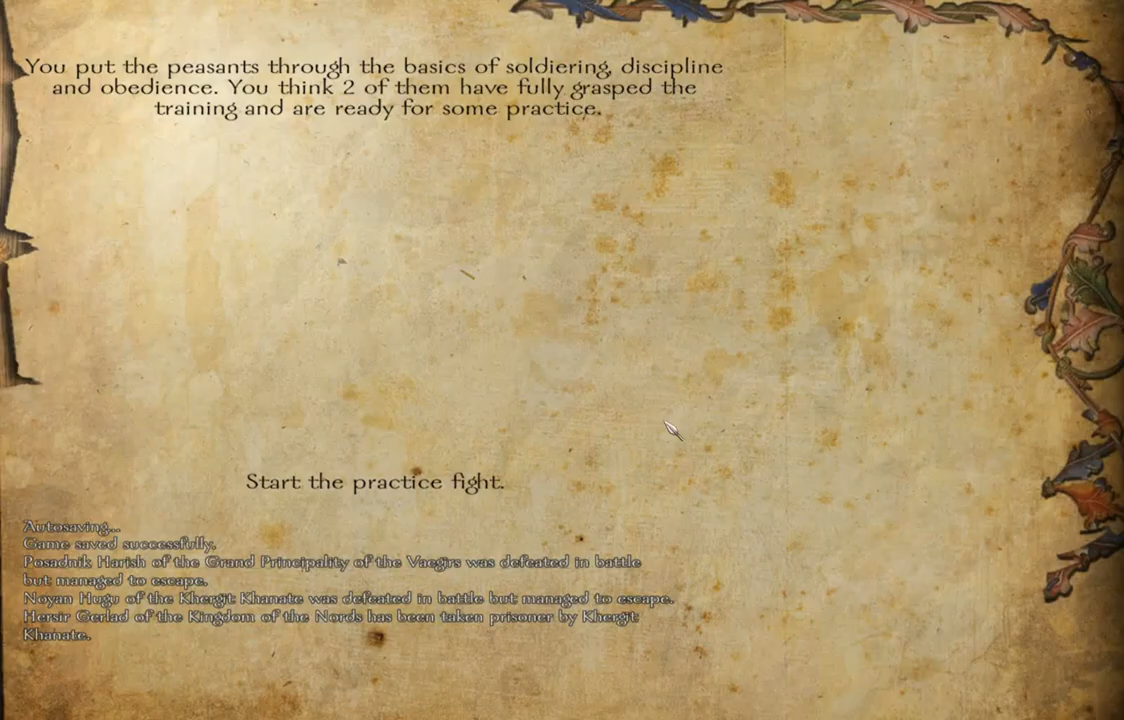 You put the peasants through the basics of soldiering, discipline
and obedience. You think 2 of them have fully grasped the
training and are ready for some practice.
Start the practice fight.
Autosaving...
Game saved successfully.
Posadnik Harish of the Grand Principality of the Vaegirs was defeated in battle
but managed to escape.
Noyan Hugu of the Khergit Khanate was defeated in battle but managed to escape.
Hersir Gerlad of the Kingdom of the Nords has been taken prisoner by Khergit
Khanate.